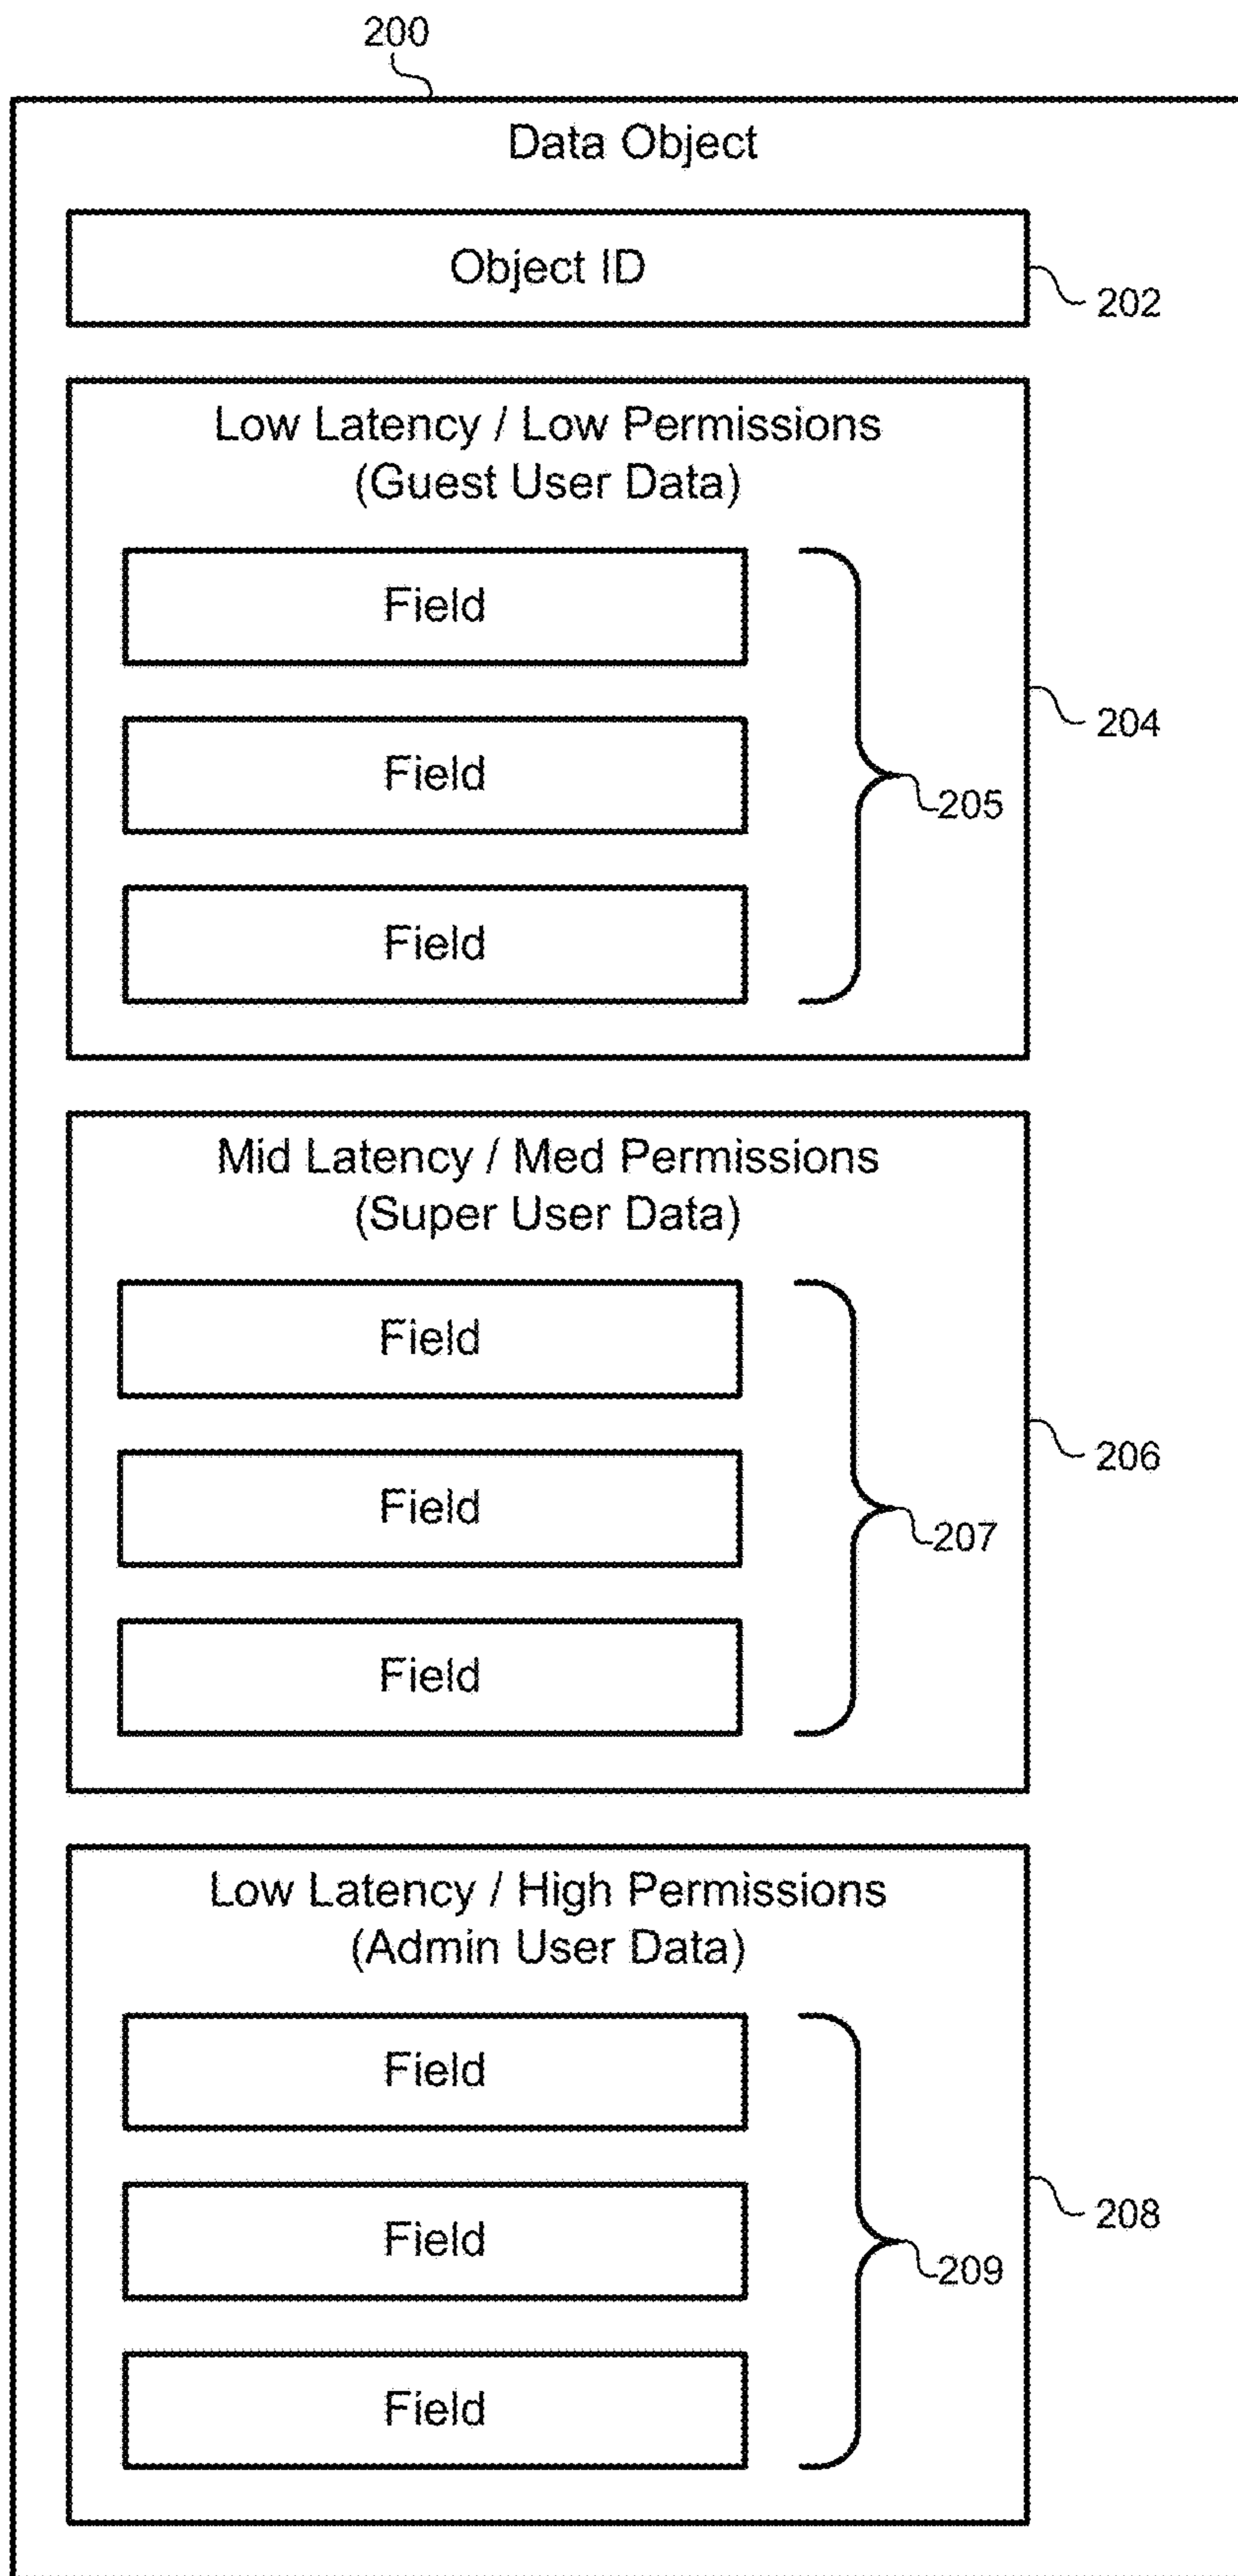 200
Data Object
Object ID
202
Low Latency / Low Permissions
(Guest User Data)
Field
Field
Field
205
204
Mid Latency / Med Permissions
(Super User Data)
Field
Field
Field
207
206
Low Latency / High Permissions
(Admin User Data)
Field
Field
Field
209
208